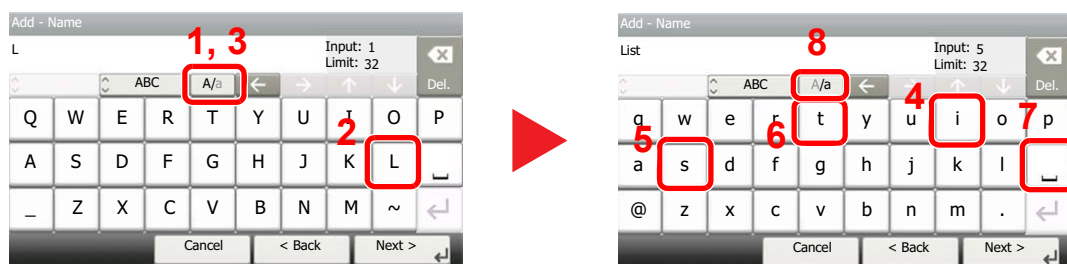 Add - Name
L
1, 3
Input: 1
Limit: 32
ABC
A/a
Del.
Q W E R T Y U I O P
2
A S D F G H J K L ⎵
_ Z X C V B N M ~
Cancel
< Back
Next >
Add - Name
List
8
Input: 5
Limit: 32
ABC
A/a
Del.
4
7
q w e r t y u i o p
5
6
a s d f g h j k l ⎵
@ z x c v b n m .
Cancel
< Back
Next >